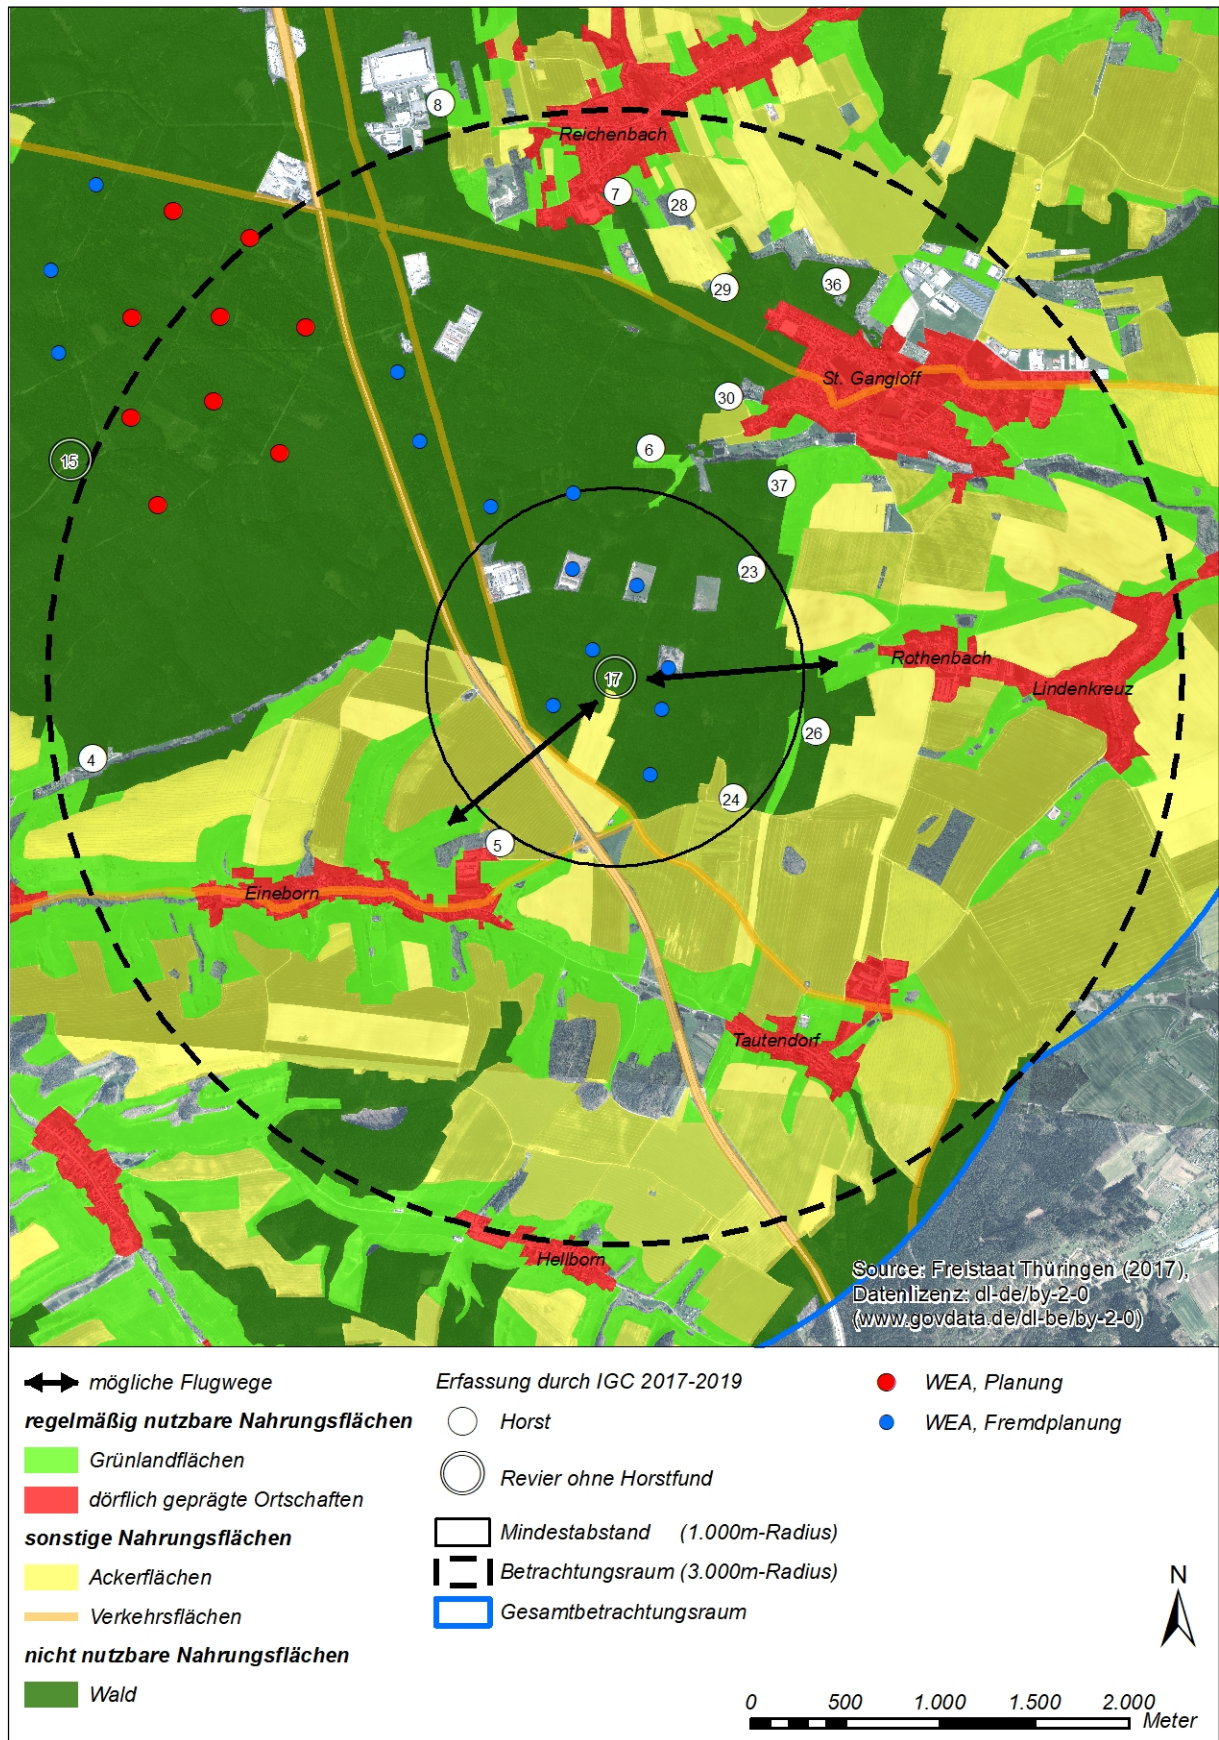 8
Reichenbach
7
28
29
36
St. Gangloff
30
6
15
37
23
Rothenbach
17
Lindenkreuz
26
4
24
5
Eineborn
Tautendorf
Hellborn
Source: Freistaat Thüringen (2017),
Datenlizenz: dl-de/by-2-0
(www.govdata.de/dl-be/by-2-0)
mögliche Flugwege
regelmäßig nutzbare Nahrungsflächen
Grünlandflächen
dörflich geprägte Ortschaften
sonstige Nahrungsflächen
Ackerflächen
Verkehrsflächen
nicht nutzbare Nahrungsflächen
Wald
Erfassung durch IGC 2017-2019
Horst
Revier ohne Horstfund
Mindestabstand (1.000m-Radius)
Betrachtungsraum (3.000m-Radius)
Gesamtbetrachtungsraum
WEA, Planung
WEA, Fremdplanung
N
0 500 1.000 1.500 2.000
Meter